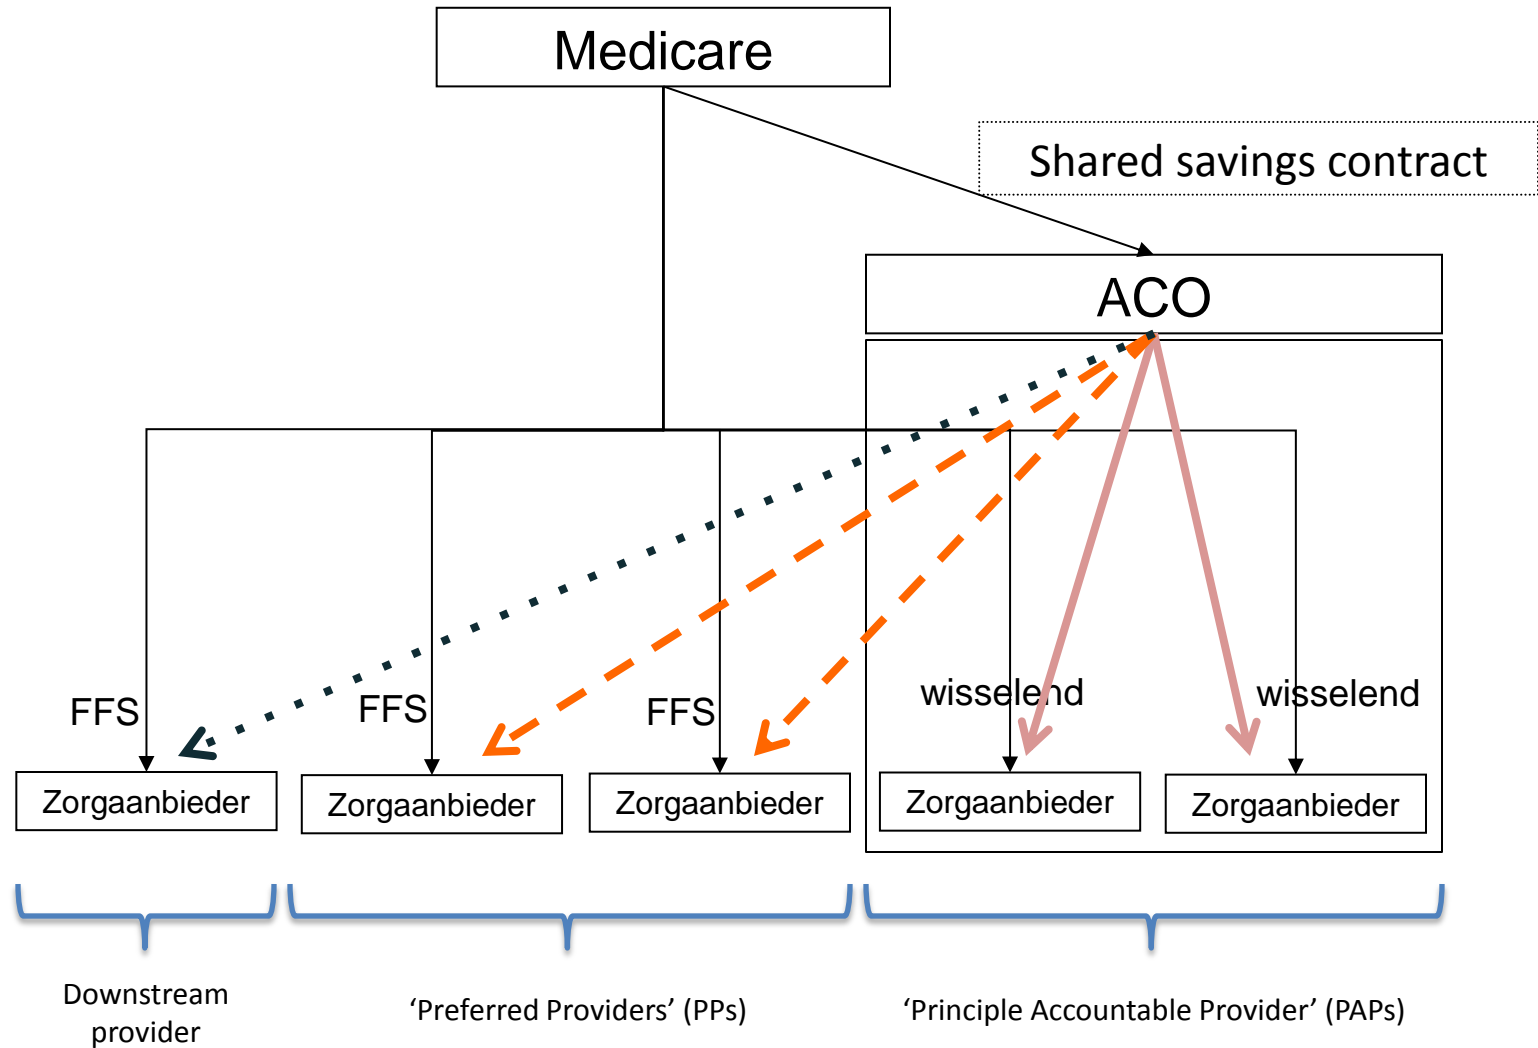 Medicare
Shared savings contract
ACO
FFS
FFS
FFS
wisselend
wisselend
Zorgaanbieder
Zorgaanbieder
Zorgaanbieder
Zorgaanbieder
Zorgaanbieder
Downstream
provider
‘Preferred Providers’ (PPs)
‘Principle Accountable Provider’ (PAPs)